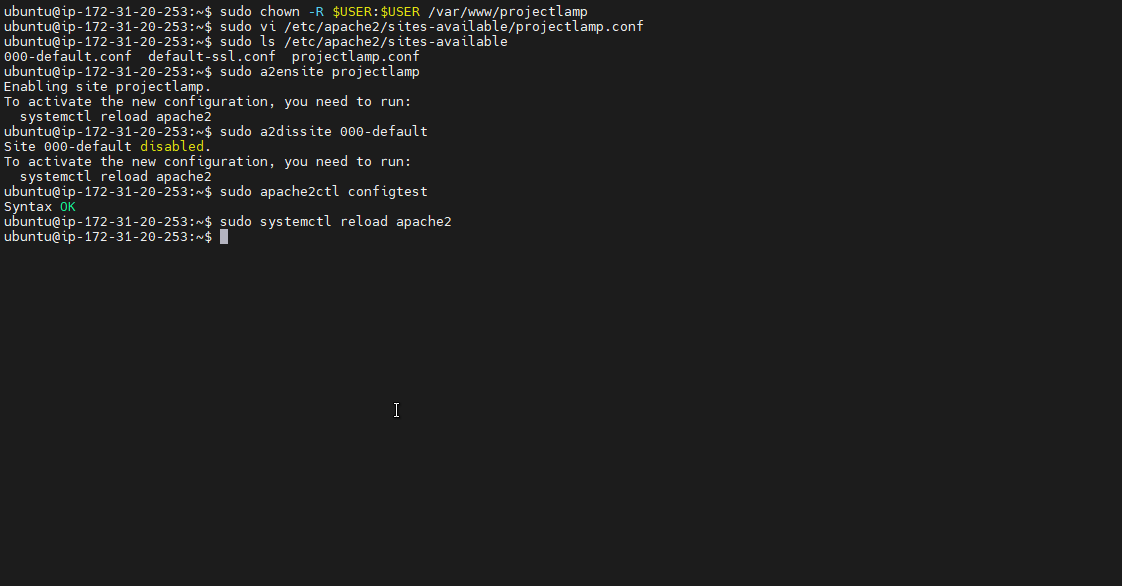 ubuntu@ip-172-31-20-253:~$ sudo chown -R $USER:$USER /var/www/projectlamp
ubuntu@ip-172-31-20-253:~$ sudo vi /etc/apache2/sites-available/projectlamp.conf
ubuntu@ip-172-31-20-253:~$ sudo ls /etc/apache2/sites-available
000-default.conf  default-ssl.conf  projectlamp.conf
ubuntu@ip-172-31-20-253:~$ sudo a2ensite projectlamp
Enabling site projectlamp.
To activate the new configuration, you need to run:
  systemctl reload apache2
ubuntu@ip-172-31-20-253:~$ sudo a2dissite 000-default
Site 000-default disabled.
To activate the new configuration, you need to run:
  systemctl reload apache2
ubuntu@ip-172-31-20-253:~$ sudo apache2ctl configtest
Syntax OK
ubuntu@ip-172-31-20-253:~$ sudo systemctl reload apache2
ubuntu@ip-172-31-20-253:~$